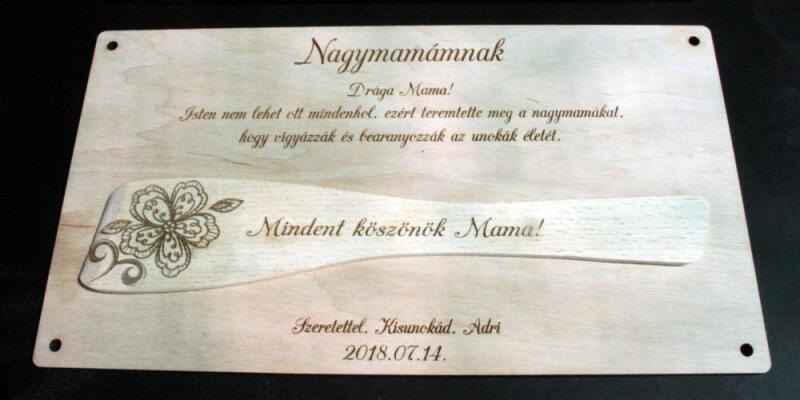 Nagymamámnak
Drága Mama!
Isten nem lehet ott mindenhol, ezért teremtette meg a nagymamákat,
hogy vigyázzák és bearanyozzák az unokák életét.
Mindent köszönök Mama!
Szeretettel, Kisunokád, Adri
2018.07.14.